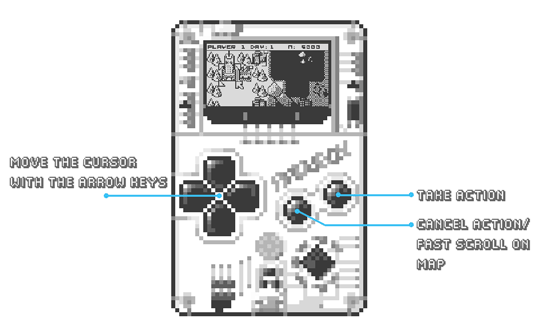 PLAYER 1 DAY:1 M: 5000
MOVE THE CURSOR
WITH THE ARROW KEYS
TAKE ACTION
CANCEL ACTION/
FAST SCROLL ON
MAP